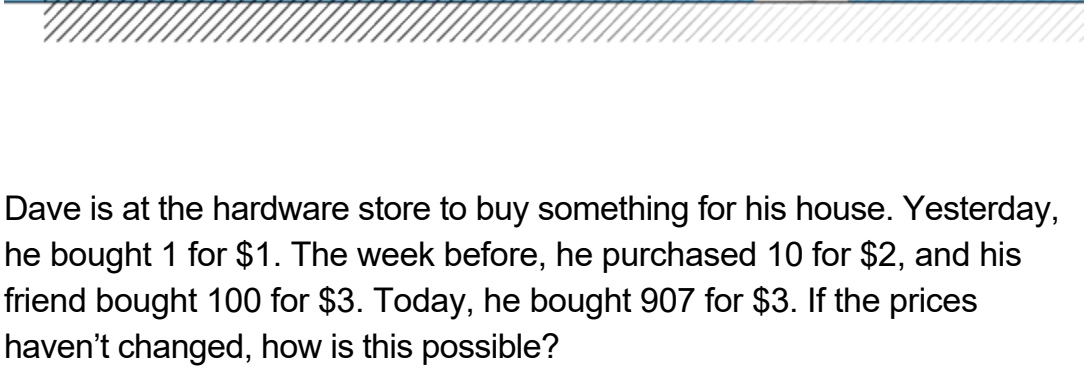 Dave is at the hardware store to buy something for his house. Yesterday,
he bought 1 for $1. The week before, he purchased 10 for $2, and his
friend bought 100 for $3. Today, he bought 907 for $3. If the prices
haven’t changed, how is this possible?